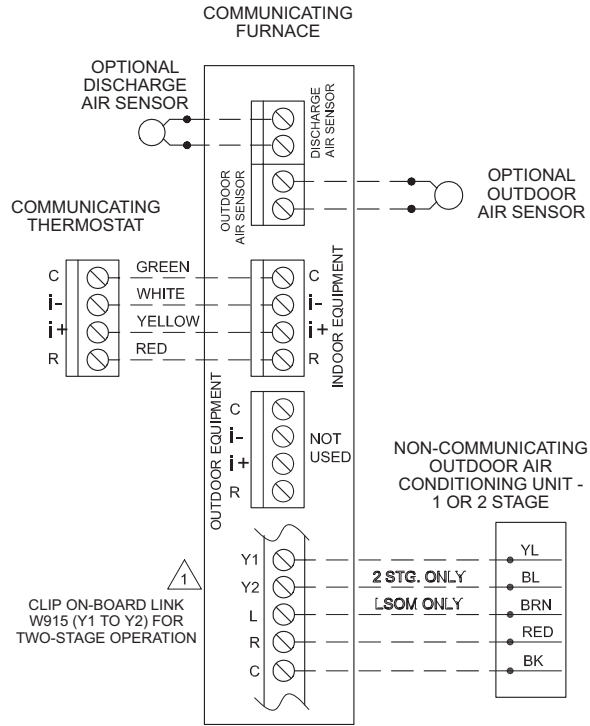 COMMUNICATING
FURNACE
OPTIONAL
DISCHARGE
AIR SENSOR
DISCHARGE
AIR SENSOR
OUTDOOR
AIR SENSOR
OPTIONAL
OUTDOOR
AIR SENSOR
COMMUNICATING
THERMOSTAT
C GREEN C
i- WHITE i-
i+ YELLOW i+
R RED R
INDOOR EQUIPMENT
OUTDOOR EQUIPMENT
C
i-
i+
R
NOT
USED
NON-COMMUNICATING
OUTDOOR AIR
CONDITIONING UNIT -
1 OR 2 STAGE
Y1 YL
Y2 2 STG. ONLY BL
L LSOM ONLY BRN
R RED
C BK
1
CLIP ON-BOARD LINK
W915 (Y1 TO Y2) FOR
TWO-STAGE OPERATION